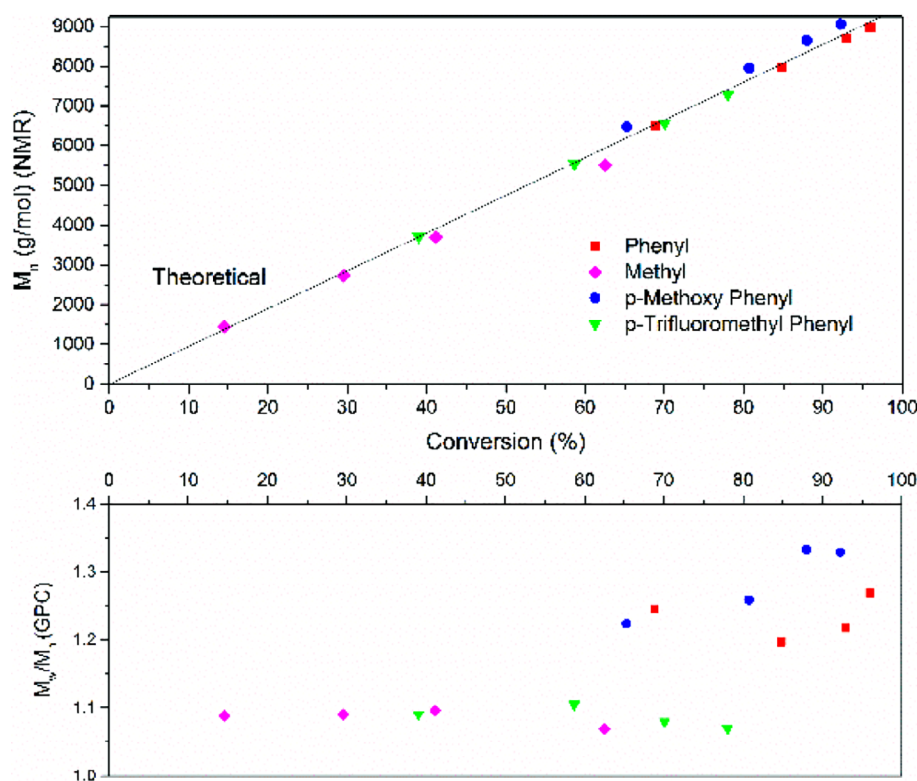 9000
8000
7000
6000
5000
4000
3000
2000
1000
0
Mn (g/mol) (NMR)
Theoretical
Phenyl
Methyl
p-Methoxy Phenyl
p-Trifluoromethyl Phenyl
0 10 20 30 40 50 60 70 80 90 100
Conversion (%)
0 10 20 30 40 50 60 70 80 90 100
1.4
1.3
1.2
1.1
1.0
Mw/Mn (GPC)